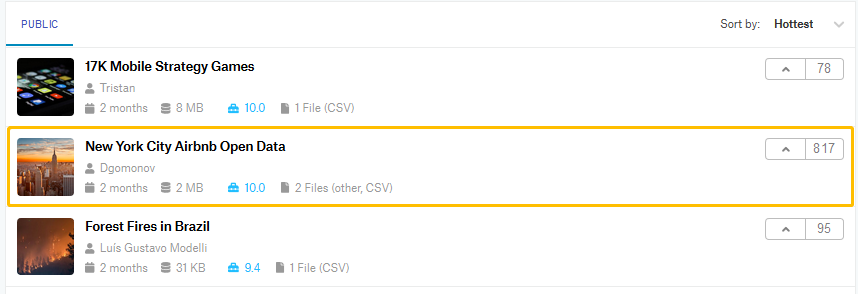 PUBLIC Sort by: Hottest
17K Mobile Strategy Games 78
Tristan
2 months 8 MB 10.0 1 File (CSV)
New York City Airbnb Open Data 817
Dgomonov
2 months 2 MB 10.0 2 Files (other, CSV)
Forest Fires in Brazil 95
Luís Gustavo Modelli
2 months 31 KB 9.4 1 File (CSV)